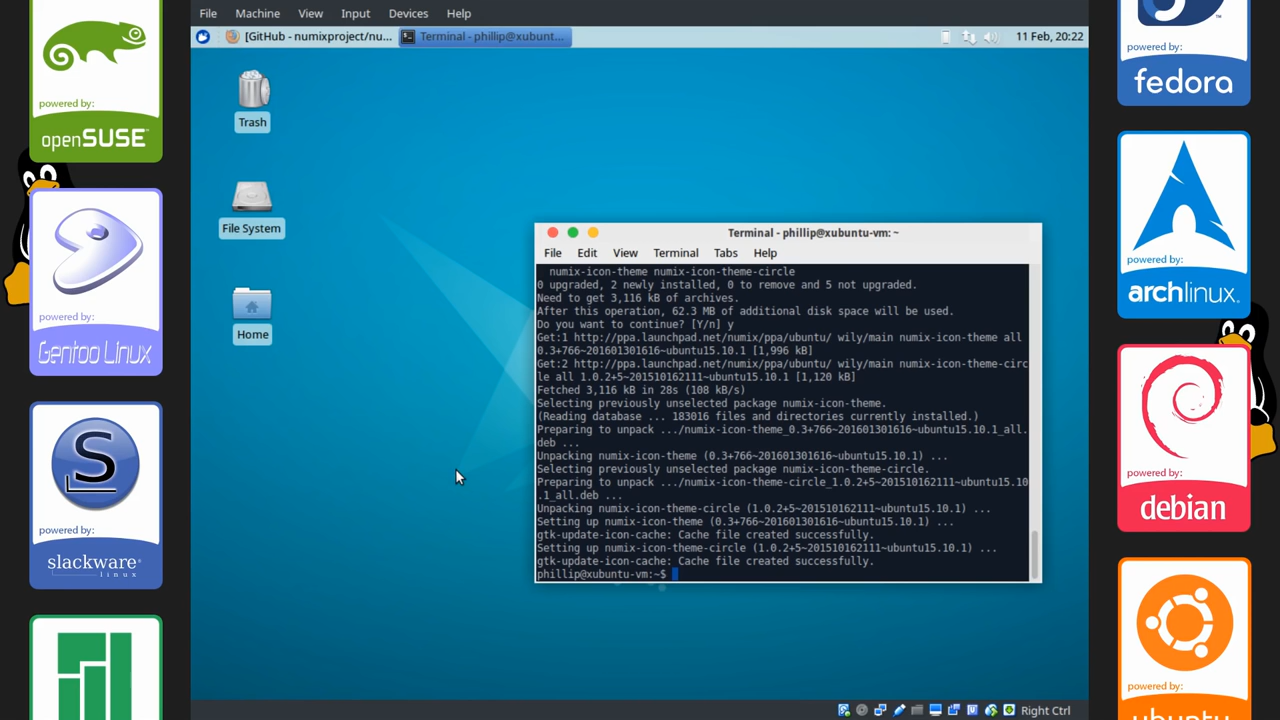 File Machine View Input Devices Help
[GitHub - numixproject/nu... Terminal - phillip@xubunt... 11 Feb, 20:22
Trash
File System
Home
Terminal - phillip@xubuntu-vm: ~
File Edit View Terminal Tabs Help
numix-icon-theme numix-icon-theme-circle
0 upgraded, 2 newly installed, 0 to remove and 5 not upgraded.
Need to get 3,116 kB of archives.
After this operation, 62.3 MB of additional disk space will be used.
Do you want to continue? [Y/n] y
Get:1 http://ppa.launchpad.net/numix/ppa/ubuntu/ wily/main numix-icon-theme all
0.3+766~201601301616~ubuntu15.10.1 [1,996 kB]
Get:2 http://ppa.launchpad.net/numix/ppa/ubuntu/ wily/main numix-icon-theme-circ
le all 1.0.2+5~201510162111~ubuntu15.10.1 [1,120 kB]
Fetched 3,116 kB in 28s (108 kB/s)
Selecting previously unselected package numix-icon-theme.
(Reading database ... 183016 files and directories currently installed.)
Preparing to unpack .../numix-icon-theme_0.3+766~201601301616~ubuntu15.10.1_all.
deb ...
Unpacking numix-icon-theme (0.3+766~201601301616~ubuntu15.10.1) ...
Selecting previously unselected package numix-icon-theme-circle.
Preparing to unpack .../numix-icon-theme-circle_1.0.2+5~201510162111~ubuntu15.10
.1_all.deb ...
Unpacking numix-icon-theme-circle (1.0.2+5~201510162111~ubuntu15.10.1) ...
Setting up numix-icon-theme (0.3+766~201601301616~ubuntu15.10.1) ...
gtk-update-icon-cache: Cache file created successfully.
Setting up numix-icon-theme-circle (1.0.2+5~201510162111~ubuntu15.10.1) ...
gtk-update-icon-cache: Cache file created successfully.
phillip@xubuntu-vm:~$
Right Ctrl
powered by:
openSUSE
powered by:
Gentoo Linux
powered by:
slackware
linux
powered by:
fedora
powered by:
archlinux
powered by:
debian
powered by:
ubuntu